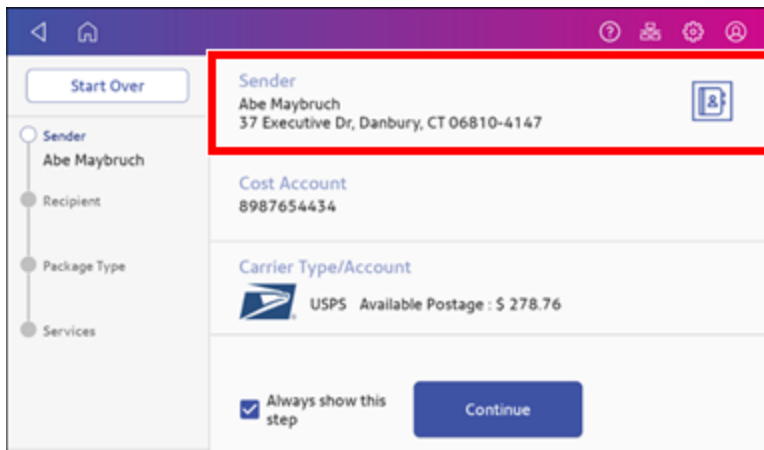 Start Over
Sender
Abe Maybruch
Recipient
Package Type
Services
Sender
Abe Maybruch
37 Executive Dr, Danbury, CT 06810-4147
Cost Account
8987654434
Carrier Type/Account
USPS Available Postage : $ 278.76
Always show this
step
Continue